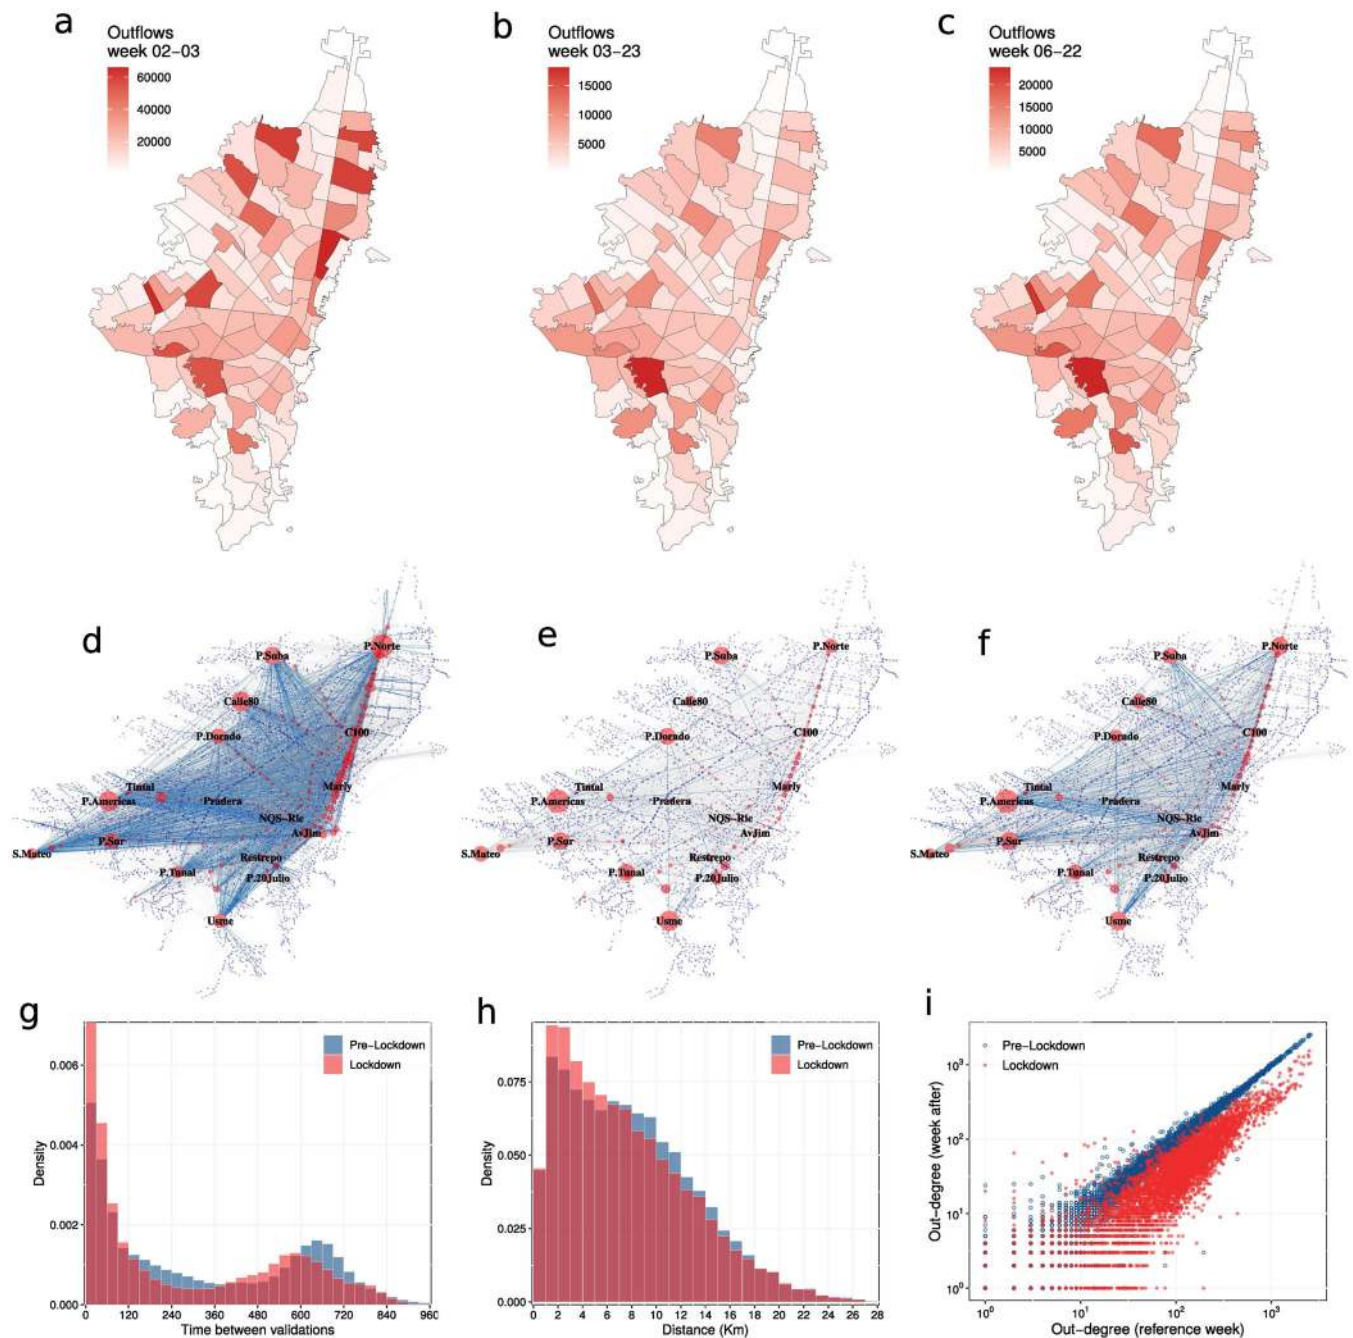 a
Outflows
week 02−03
60000
40000
20000
b
Outflows
week 03−23
15000
10000
5000
c
Outflows
week 06−22
20000
15000
10000
5000
d
P.Norte
P.Suba
Calle80
P.Dorado
C100
Tintal
Marly
P.Americas
Pradera
NQS−Ric
AvJim
P.Sur
S.Mateo
Restrepo
P.Tunal
P.20Julio
Usme
e
P.Norte
P.Suba
Calle80
P.Dorado
C100
Tintal
Marly
P.Americas
Pradera
NQS−Ric
AvJim
P.Sur
S.Mateo
Restrepo
P.Tunal
P.20Julio
Usme
f
P.Norte
P.Suba
Calle80
P.Dorado
C100
Tintal
Marly
P.Americas
Pradera
NQS−Ric
AvJim
P.Sur
S.Mateo
Restrepo
P.Tunal
P.20Julio
Usme
g
Pre−Lockdown
Lockdown
0.006
0.004
0.002
0.000
Density
0 120 240 360 480 600 720 840 960
Time between validations
h
Pre−Lockdown
Lockdown
0.075
0.050
0.025
0.000
Density
0 2 4 6 8 10 12 14 16 18 20 22 24 26 28
Distance (Km)
i
Pre−Lockdown
Lockdown
10³
10²
10¹
10⁰
Out−degree (week after)
10⁰ 10¹ 10² 10³
Out−degree (reference week)